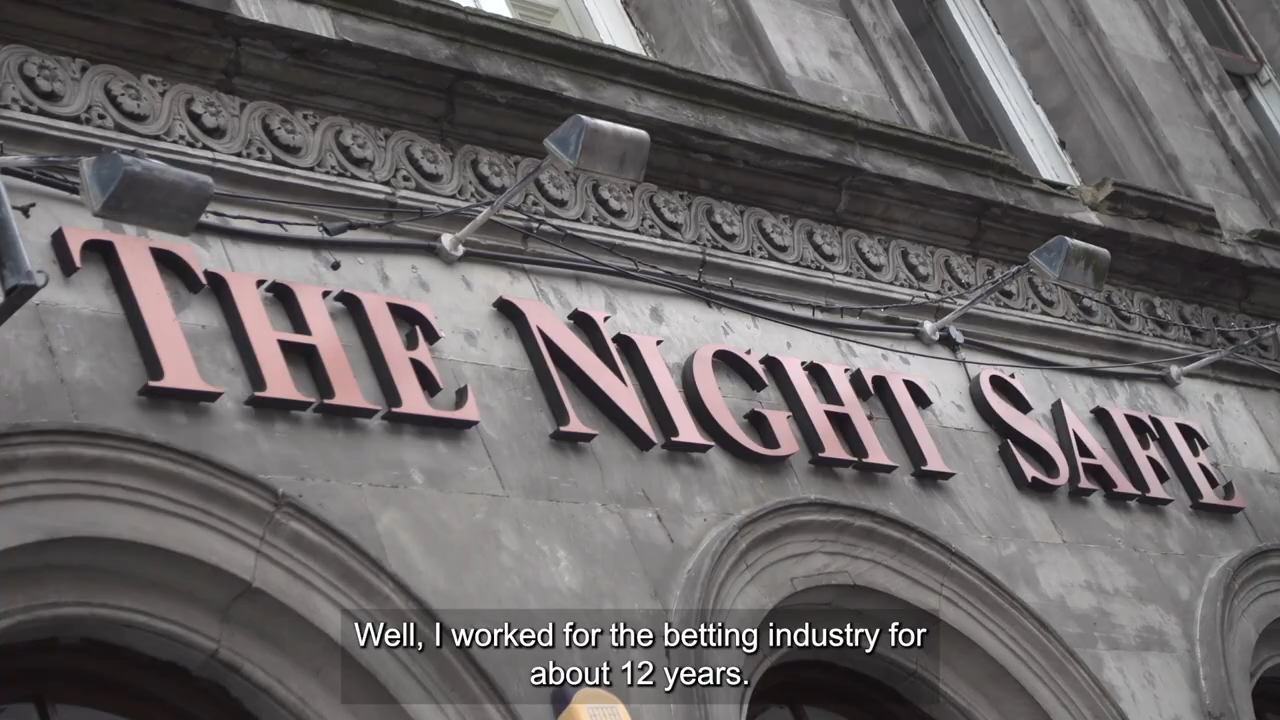 THE NIGHT SAFE
Well, I worked for the betting industry for
about 12 years.